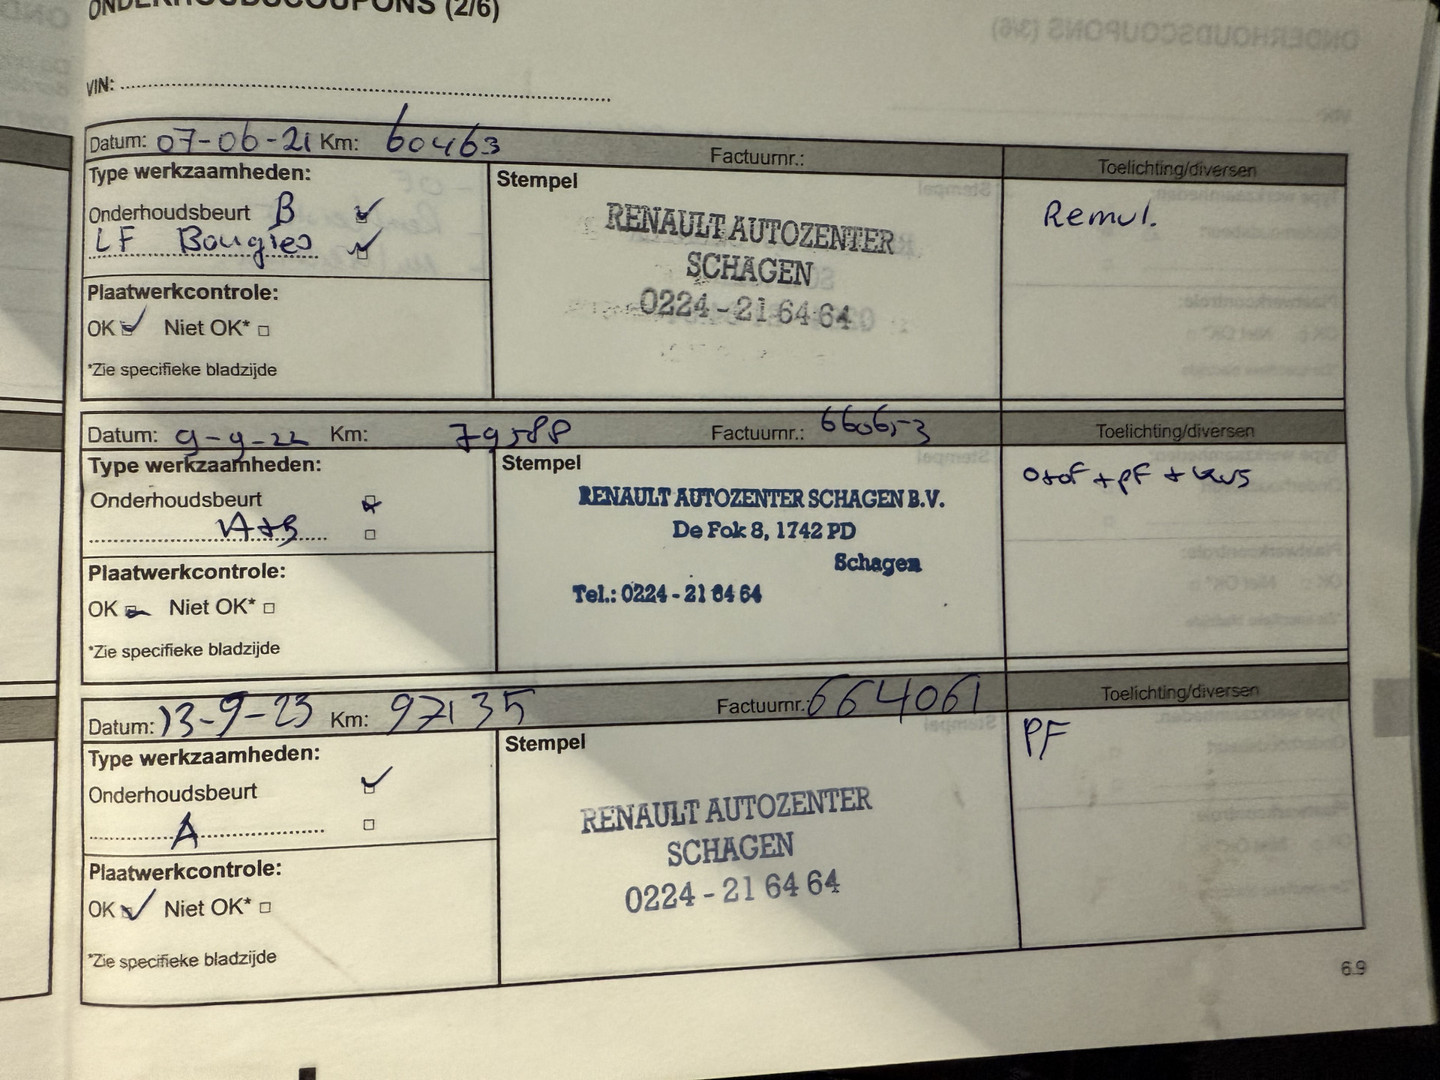 ONDERHOUDSCOUPONS (2/6)
VIN:
Datum: 07-06-21 Km: 60463 Factuurnr.: Toelichting/diversen
Type werkzaamheden:
Stempel
Onderhoudsbeurt B
LF Bougies
Remvl.
RENAULT AUTOZENTER
SCHAGEN
0224-21 64 64
Plaatwerkcontrole:
OK Niet OK*
*Zie specifieke bladzijde
Datum: 9-9-22 Km: 79588 Factuurnr.: 660653 Toelichting/diversen
Type werkzaamheden:
Stempel
Onderhoudsbeurt
A+B
+ PF +
RENAULT AUTOZENTER SCHAGEN B.V.
De Fok 8, 1742 PD
Schagen
Tel.: 0224-21 64 64
Plaatwerkcontrole:
OK Niet OK*
*Zie specifieke bladzijde
Datum: 13-9-23 Km: 97135 Factuurnr.: 664061 Toelichting/diversen
Type werkzaamheden:
Stempel
Onderhoudsbeurt
A
PF
RENAULT AUTOZENTER
SCHAGEN
0224-21 64 64
Plaatwerkcontrole:
OK Niet OK*
*Zie specifieke bladzijde
6.9